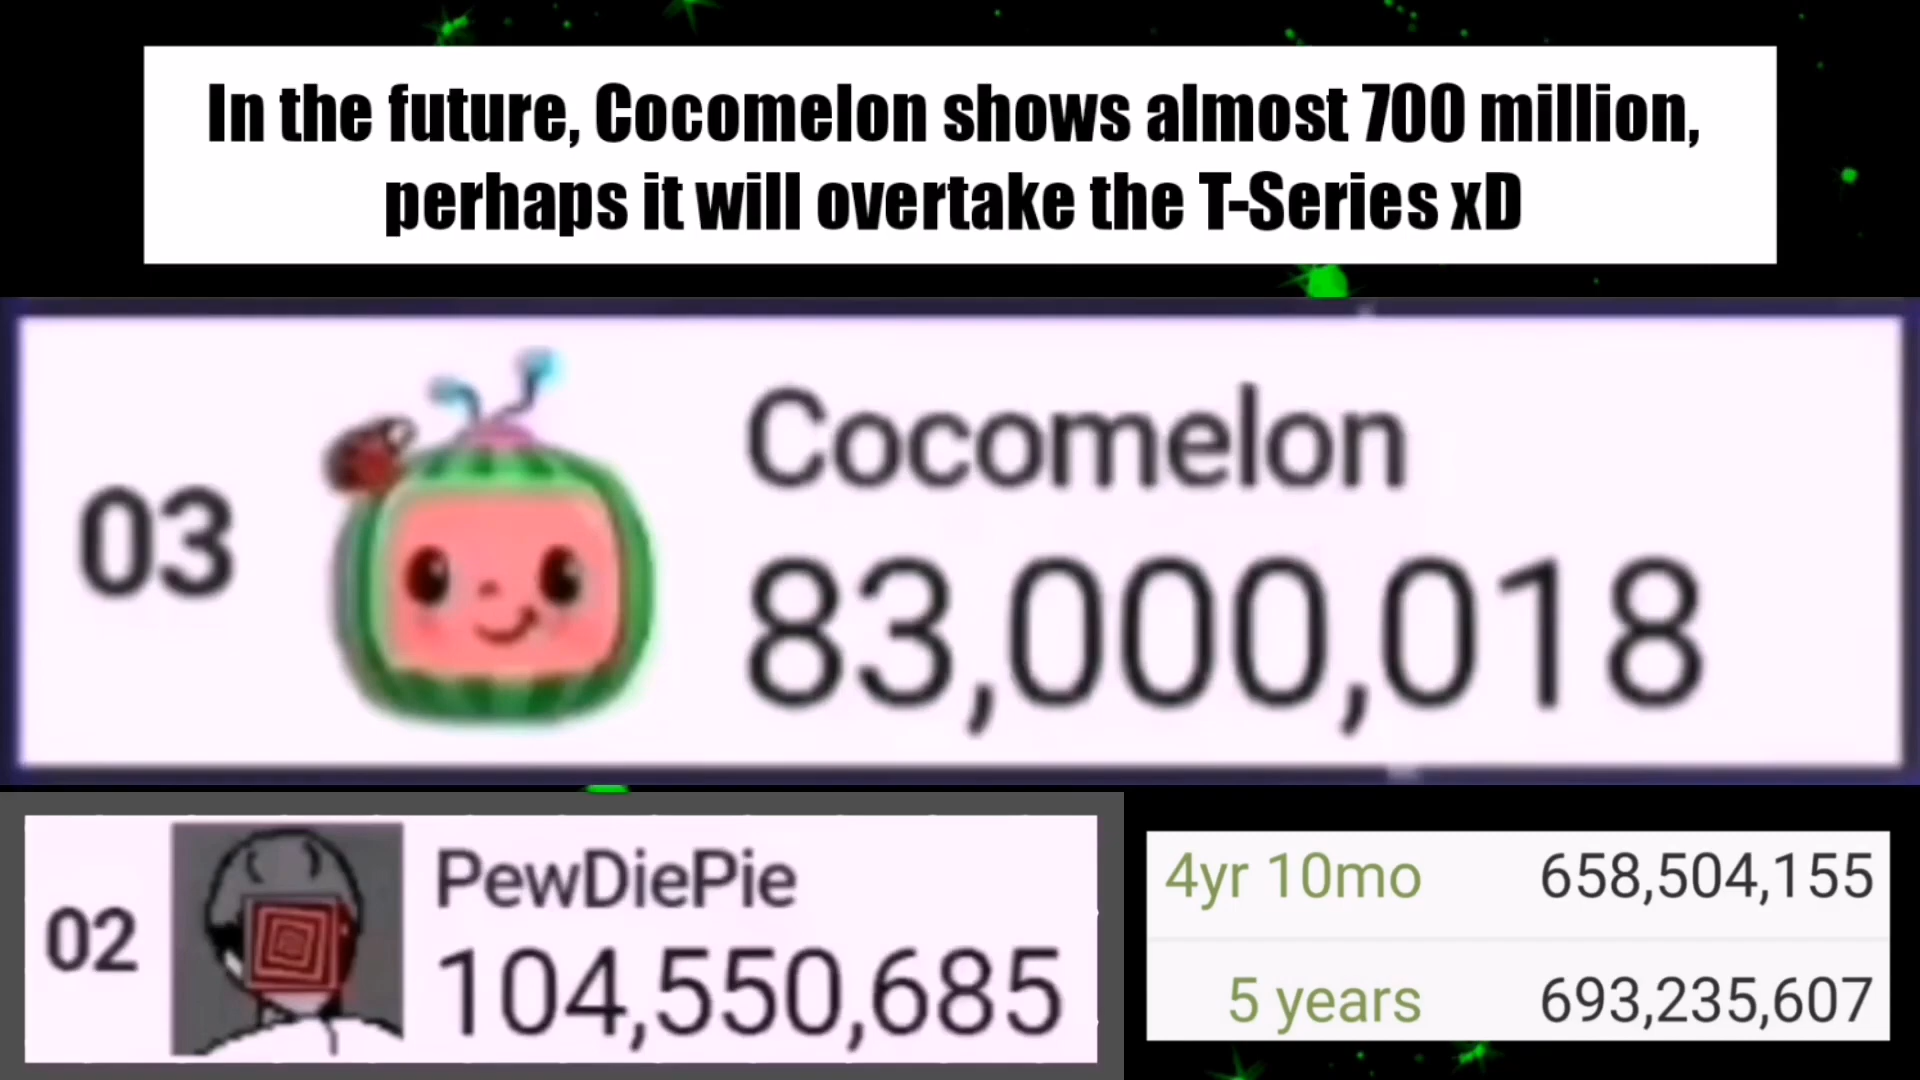 In the future, Cocomelon shows almost 700 million,
perhaps it will overtake the T-Series xD
03
Cocomelon
83,000,018
02
PewDiePie
104,550,685
4yr 10mo 658,504,155
5 years 693,235,607